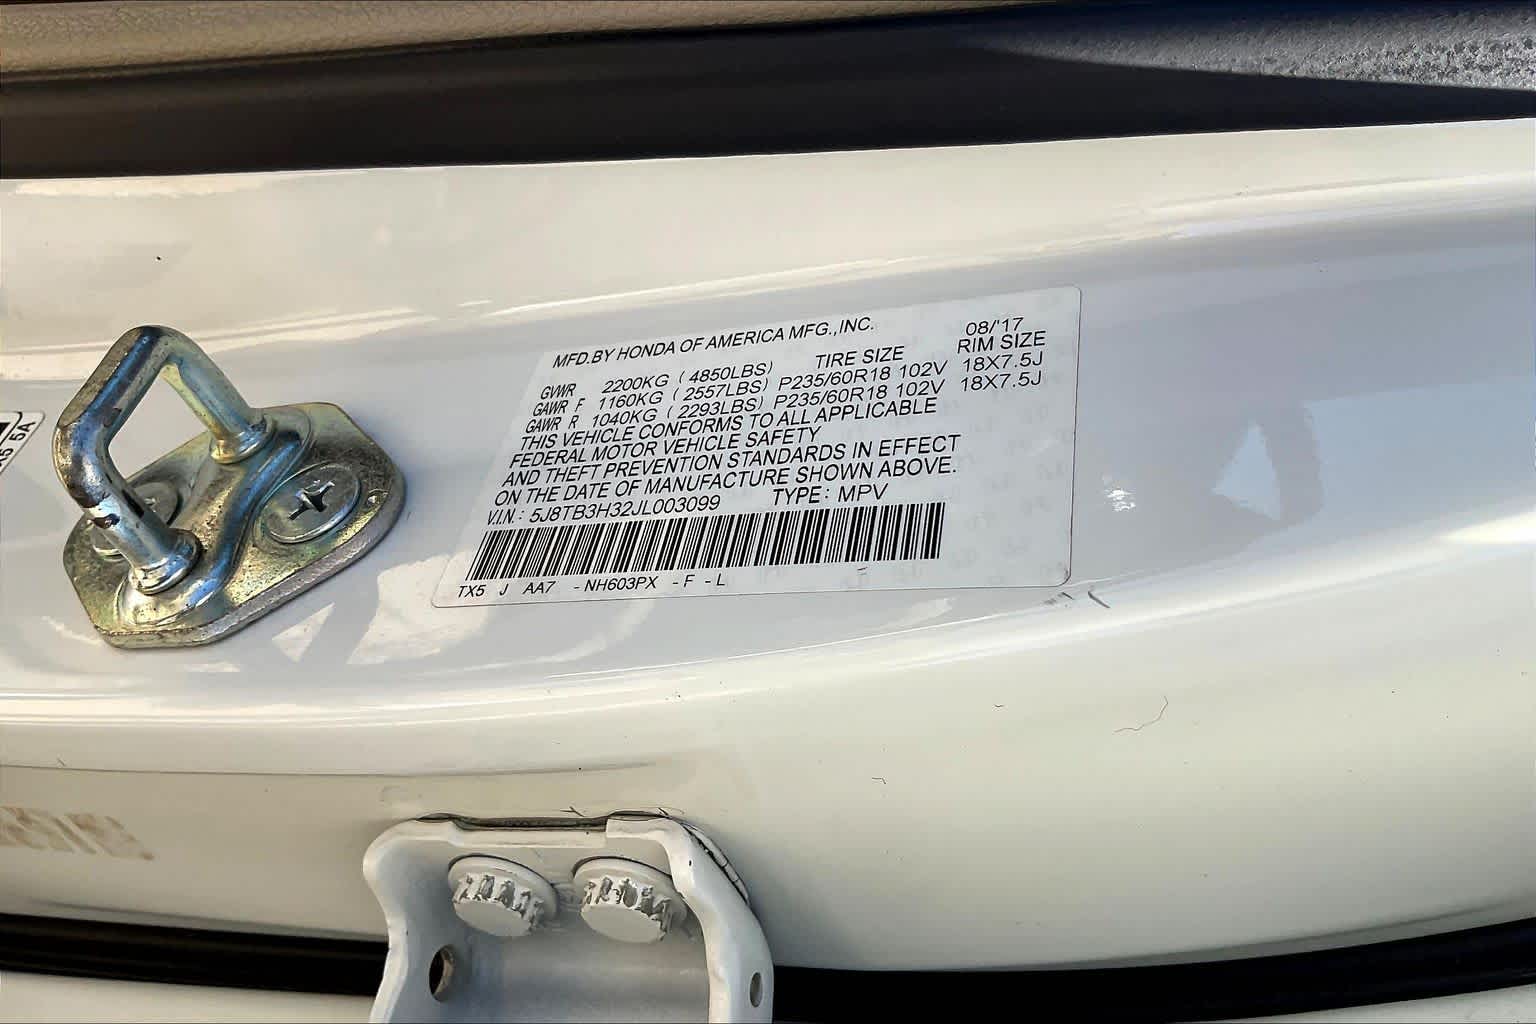 MFD.BY HONDA OF AMERICA MFG.,INC. 08/'17
GVWR 2200KG ( 4850LBS) TIRE SIZE RIM SIZE
GAWR F 1160KG ( 2557LBS) P235/60R18 102V 18X7.5J
GAWR R 1040KG ( 2293LBS) P235/60R18 102V 18X7.5J
THIS VEHICLE CONFORMS TO ALL APPLICABLE
FEDERAL MOTOR VEHICLE SAFETY
AND THEFT PREVENTION STANDARDS IN EFFECT
ON THE DATE OF MANUFACTURE SHOWN ABOVE.
V.I.N.: 5J8TB3H32JL003099 TYPE: MPV
TX5 J AA7 -NH603PX -F -L
5A